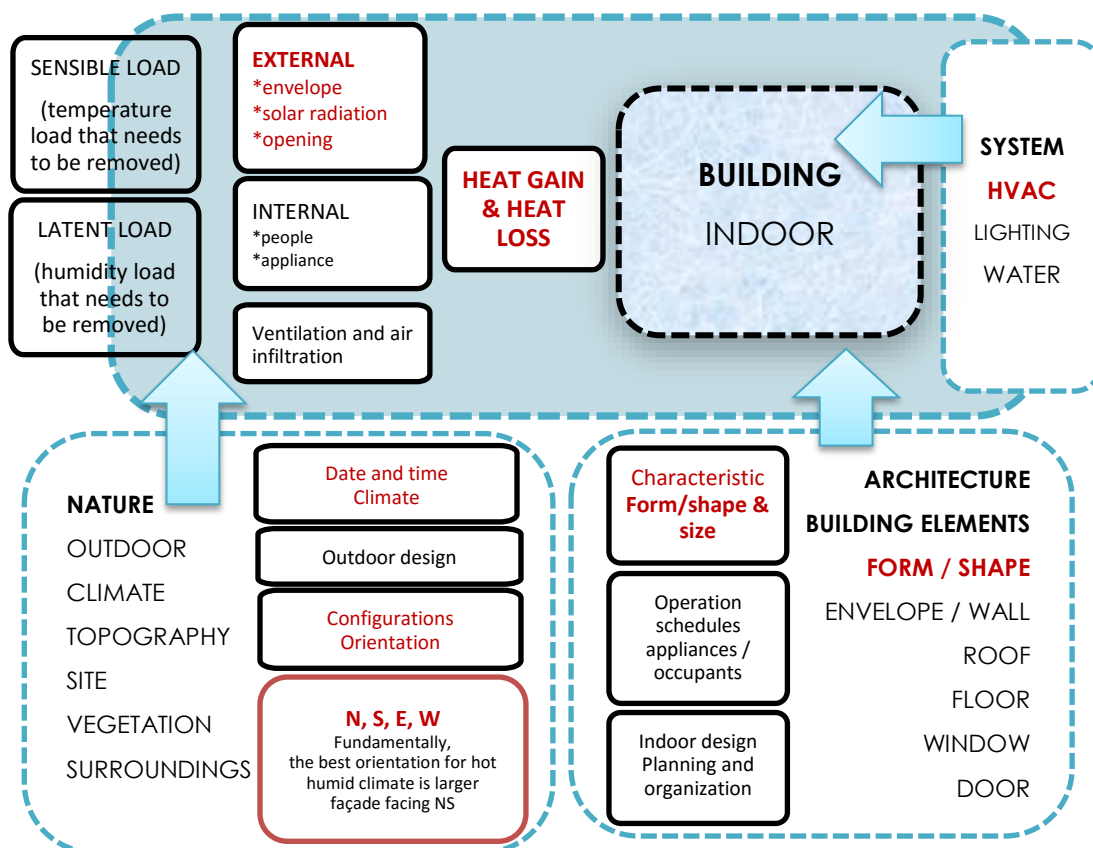 SENSIBLE LOAD
(temperature
load that needs
to be removed)
LATENT LOAD
(humidity load
that needs to
be removed)
EXTERNAL
*envelope
*solar radiation
*opening
INTERNAL
*people
*appliance
Ventilation and air
infiltration
HEAT GAIN
& HEAT
LOSS
BUILDING
INDOOR
SYSTEM
HVAC
LIGHTING
WATER
NATURE
OUTDOOR
CLIMATE
TOPOGRAPHY
SITE
VEGETATION
SURROUNDINGS
Date and time
Climate
Outdoor design
Configurations
Orientation
N, S, E, W
Fundamentally,
the best orientation for hot
humid climate is larger
façade facing NS
Characteristic
Form/shape &
size
Operation
schedules
appliances /
occupants
Indoor design
Planning and
organization
ARCHITECTURE
BUILDING ELEMENTS
FORM / SHAPE
ENVELOPE / WALL
ROOF
FLOOR
WINDOW
DOOR